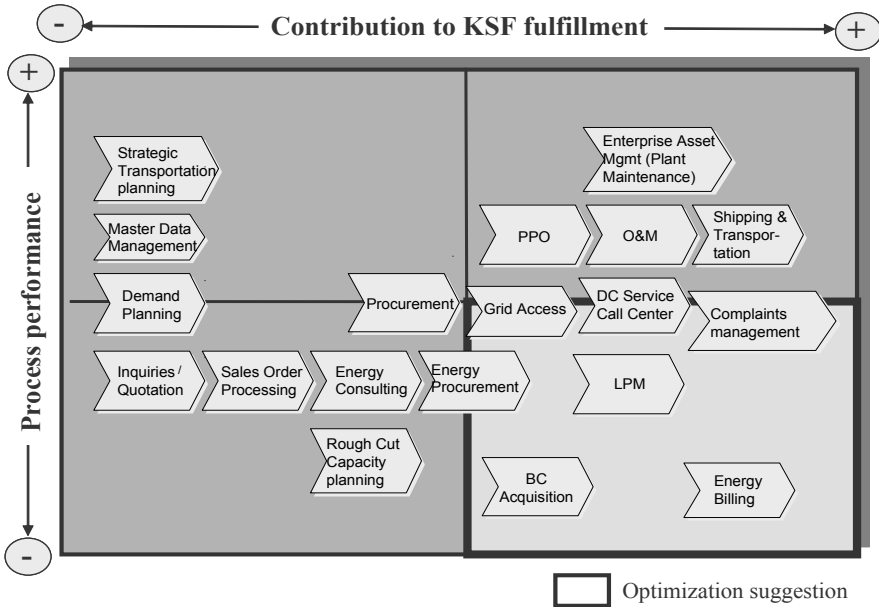 - Contribution to KSF fulfillment +
+
Process performance
-
Strategic
Transportation
planning
Master Data
Management
Demand
Planning
Procurement
Inquiries /
Quotation
Sales Order
Processing
Energy
Consulting
Energy
Procurement
Rough Cut
Capacity
planning
Enterprise Asset
Mgmt (Plant
Maintenance)
PPO
O&M
Shipping &
Transpor-
tation
Grid Access
DC Service
Call Center
Complaints
management
LPM
BC
Acquisition
Energy
Billing
Optimization suggestion